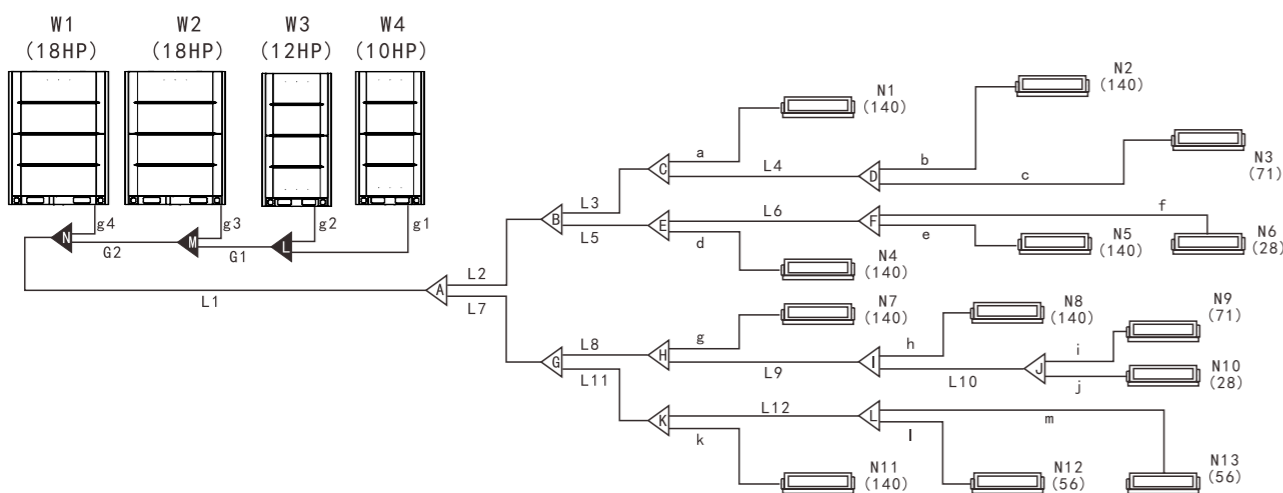 W1
(18HP)
W2
(18HP)
W3
(12HP)
W4
(10HP)
g4
g3
g2
g1
N
M
L
G2
G1
L1
A
L2
L7
B
L3
L5
C
a
L4
N1
(140)
D
b
c
N2
(140)
N3
(71)
E
L6
d
N4
(140)
F
f
e
N5
(140)
N6
(28)
G
L8
L11
H
g
L9
N7
(140)
I
h
L10
N8
(140)
J
i
j
N9
(71)
N10
(28)
K
L12
k
N11
(140)
L
m
l
N12
(56)
N13
(56)